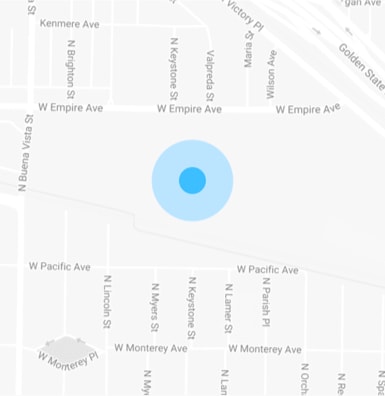 gan Ave
Victory Pl
St
Kenmere Ave
Golden State
N Brighton St
N Keystone St
Valpreda St
Maria St
Wilson Ave
W Empire Ave
W Empire Ave
W Empire Ave
N Buena Vista St
W Pacific Ave
W Pacific Ave
N Lincoln St
N Myers St
N Keystone St
N Lamer St
N Parish Pl
W Monterey Pl
W Monterey Ave
W Monterey Ave
N My
N Lan
N Orch
N Re
N Spa